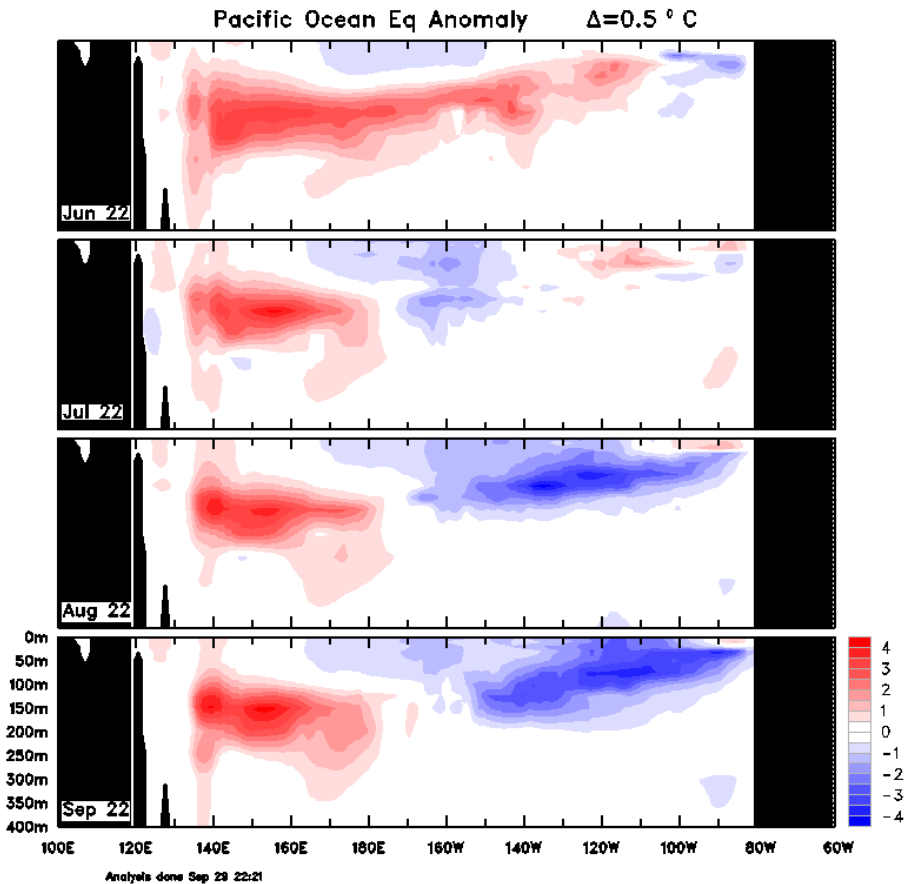 Pacific Ocean Eq Anomaly Δ=0.5 ° C
Jun 22
Jul 22
Aug 22
0m
50m
100m
150m
200m
250m
300m
350m
400m
Sep 22
4
3
2
1
0
-1
-2
-3
-4
100E 120E 140E 160E 180E 160W 140W 120W 100W 80W 60W
Analysis done Sep 29 22:21